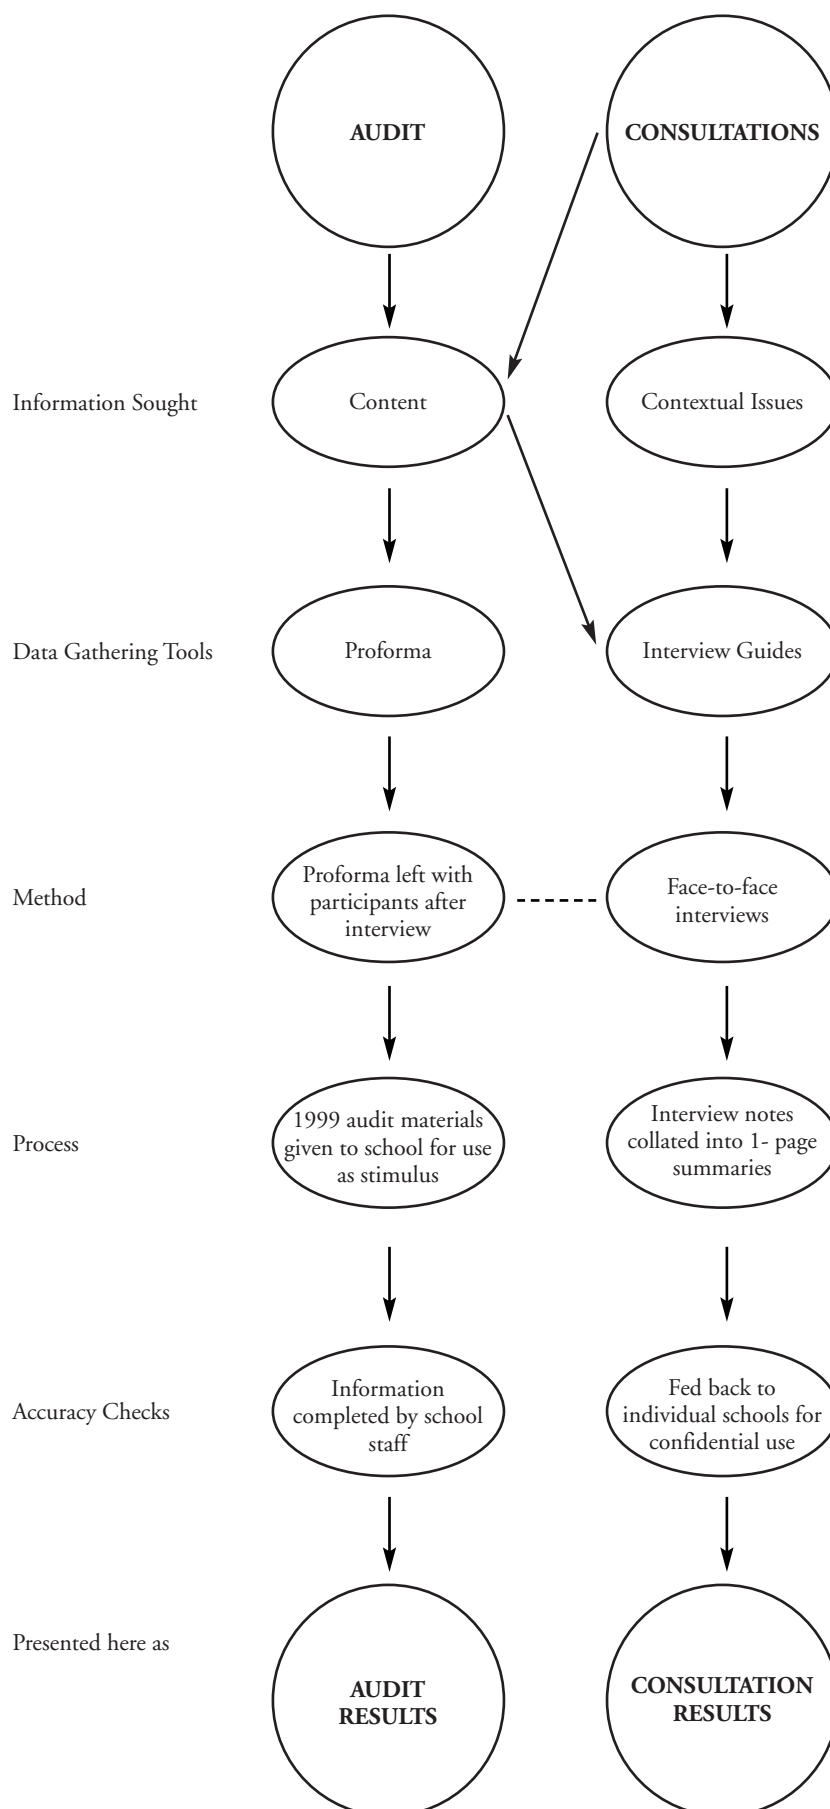 AUDIT
CONSULTATIONS
Information Sought
Content
Contextual Issues
Data Gathering Tools
Proforma
Interview Guides
Method
Proforma left with
participants after
interview
Face-to-face
interviews
Process
1999 audit materials
given to school for use
as stimulus
Interview notes
collated into 1- page
summaries
Accuracy Checks
Information
completed by school
staff
Fed back to
individual schools for
confidential use
Presented here as
AUDIT
RESULTS
CONSULTATION
RESULTS